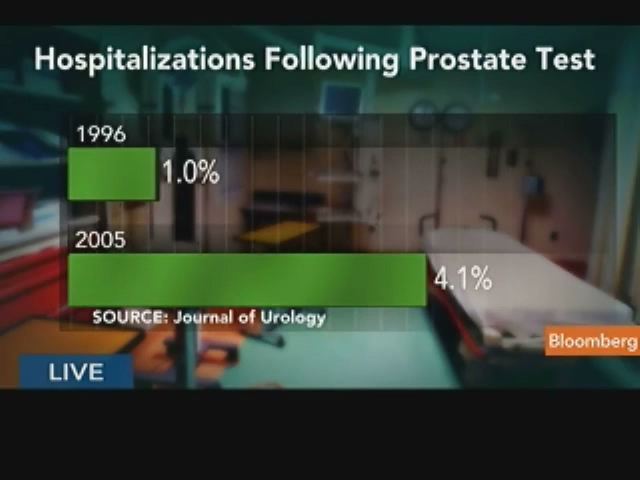 Hospitalizations Following Prostate Test
1996
1.0%
2005
4.1%
SOURCE: Journal of Urology
Bloomberg
LIVE